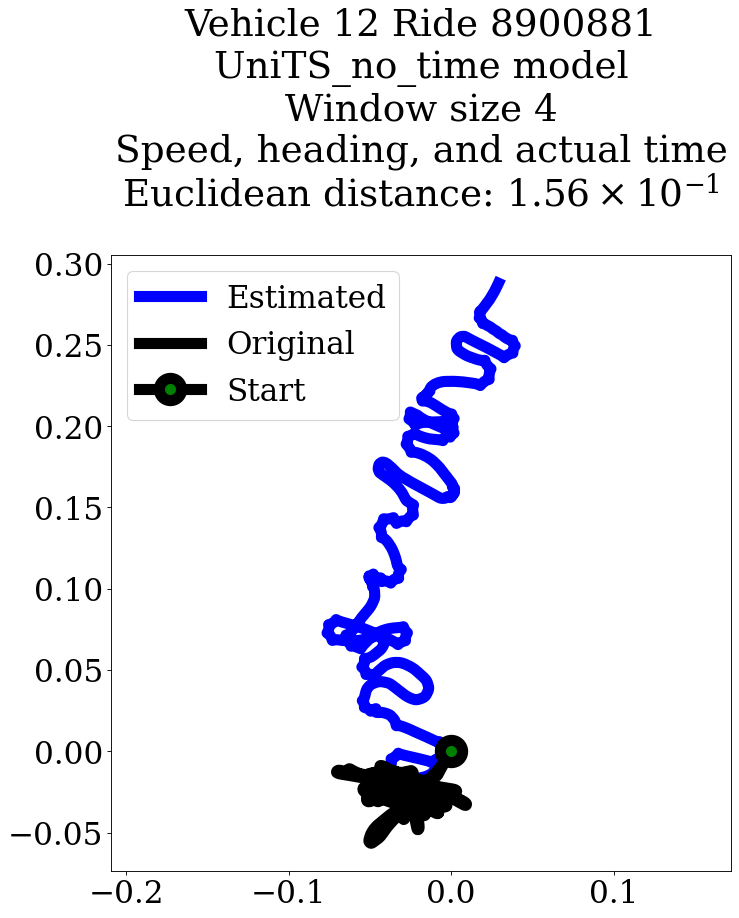 Vehicle 12 Ride 8900881
UniTS_no_time model
Window size 4
Speed, heading, and actual time
Euclidean distance: 1.56 × 10⁻¹
0.30
0.25
0.20
0.15
0.10
0.05
0.00
−0.05
Estimated
Original
Start
−0.2 −0.1 0.0 0.1